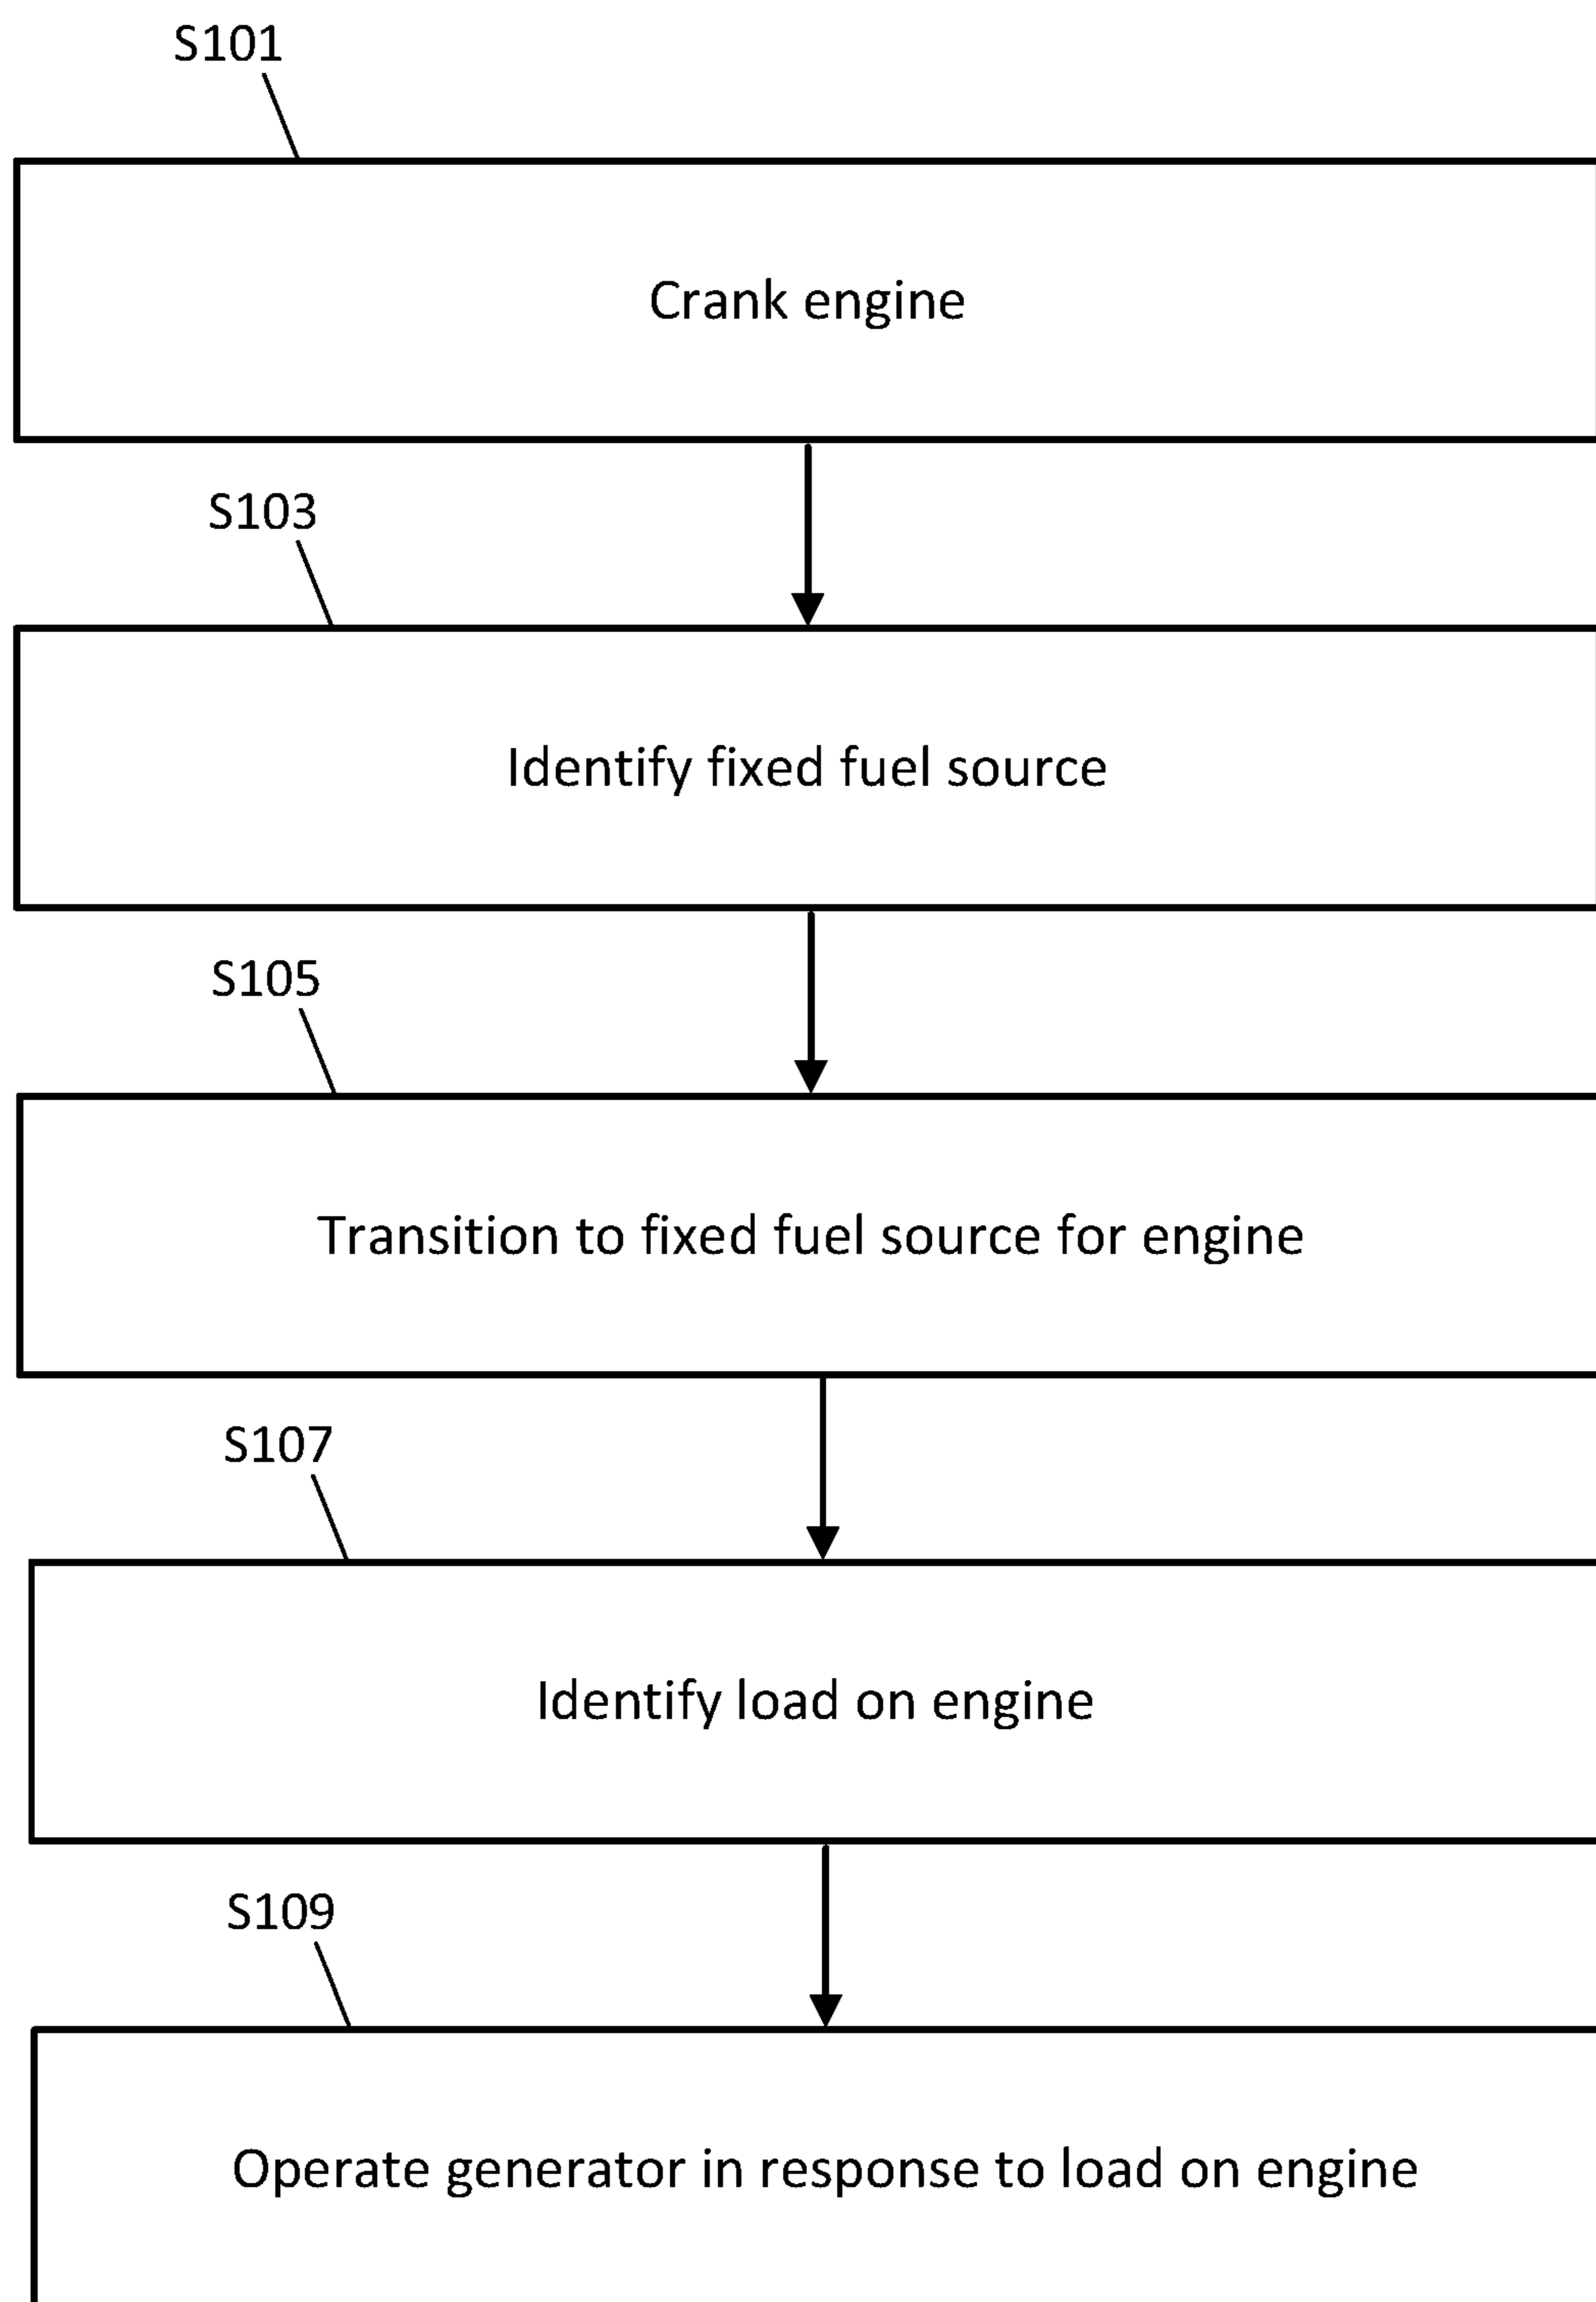 S101
Crank engine
S103
Identify fixed fuel source
S105
Transition to fixed fuel source for engine
S107
Identify load on engine
S109
Operate generator in response to load on engine